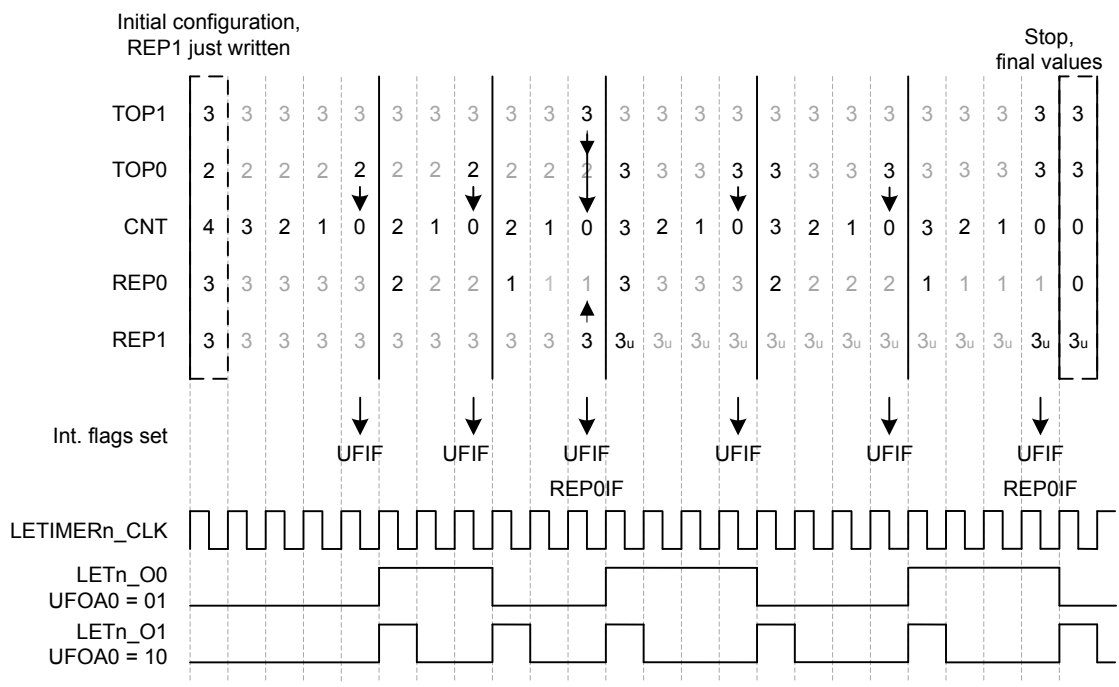 Initial configuration,
REP1 just written
Stop,
final values
TOP1 3 3 3 3 3 3 3 3 3 3 3 3 3 3 3 3 3 3 3 3 3 3 3 3
TOP0 2 2 2 2 2 2 2 2 2 2 2 3 3 3 3 3 3 3 3 3 3 3 3 3
CNT 4 3 2 1 0 2 1 0 2 1 0 3 2 1 0 3 2 1 0 3 2 1 0 0
REP0 3 3 3 3 3 2 2 2 1 1 1 3 3 3 3 2 2 2 2 1 1 1 1 0
REP1 3 3 3 3 3 3 3 3 3 3 3 3u 3u 3u 3u 3u 3u 3u 3u 3u 3u 3u 3u 3u
Int. flags set
UFIF UFIF UFIF UFIF UFIF UFIF
REP0IF REP0IF
LETIMERn_CLK
LETn_O0
UFOA0 = 01
LETn_O1
UFOA0 = 10